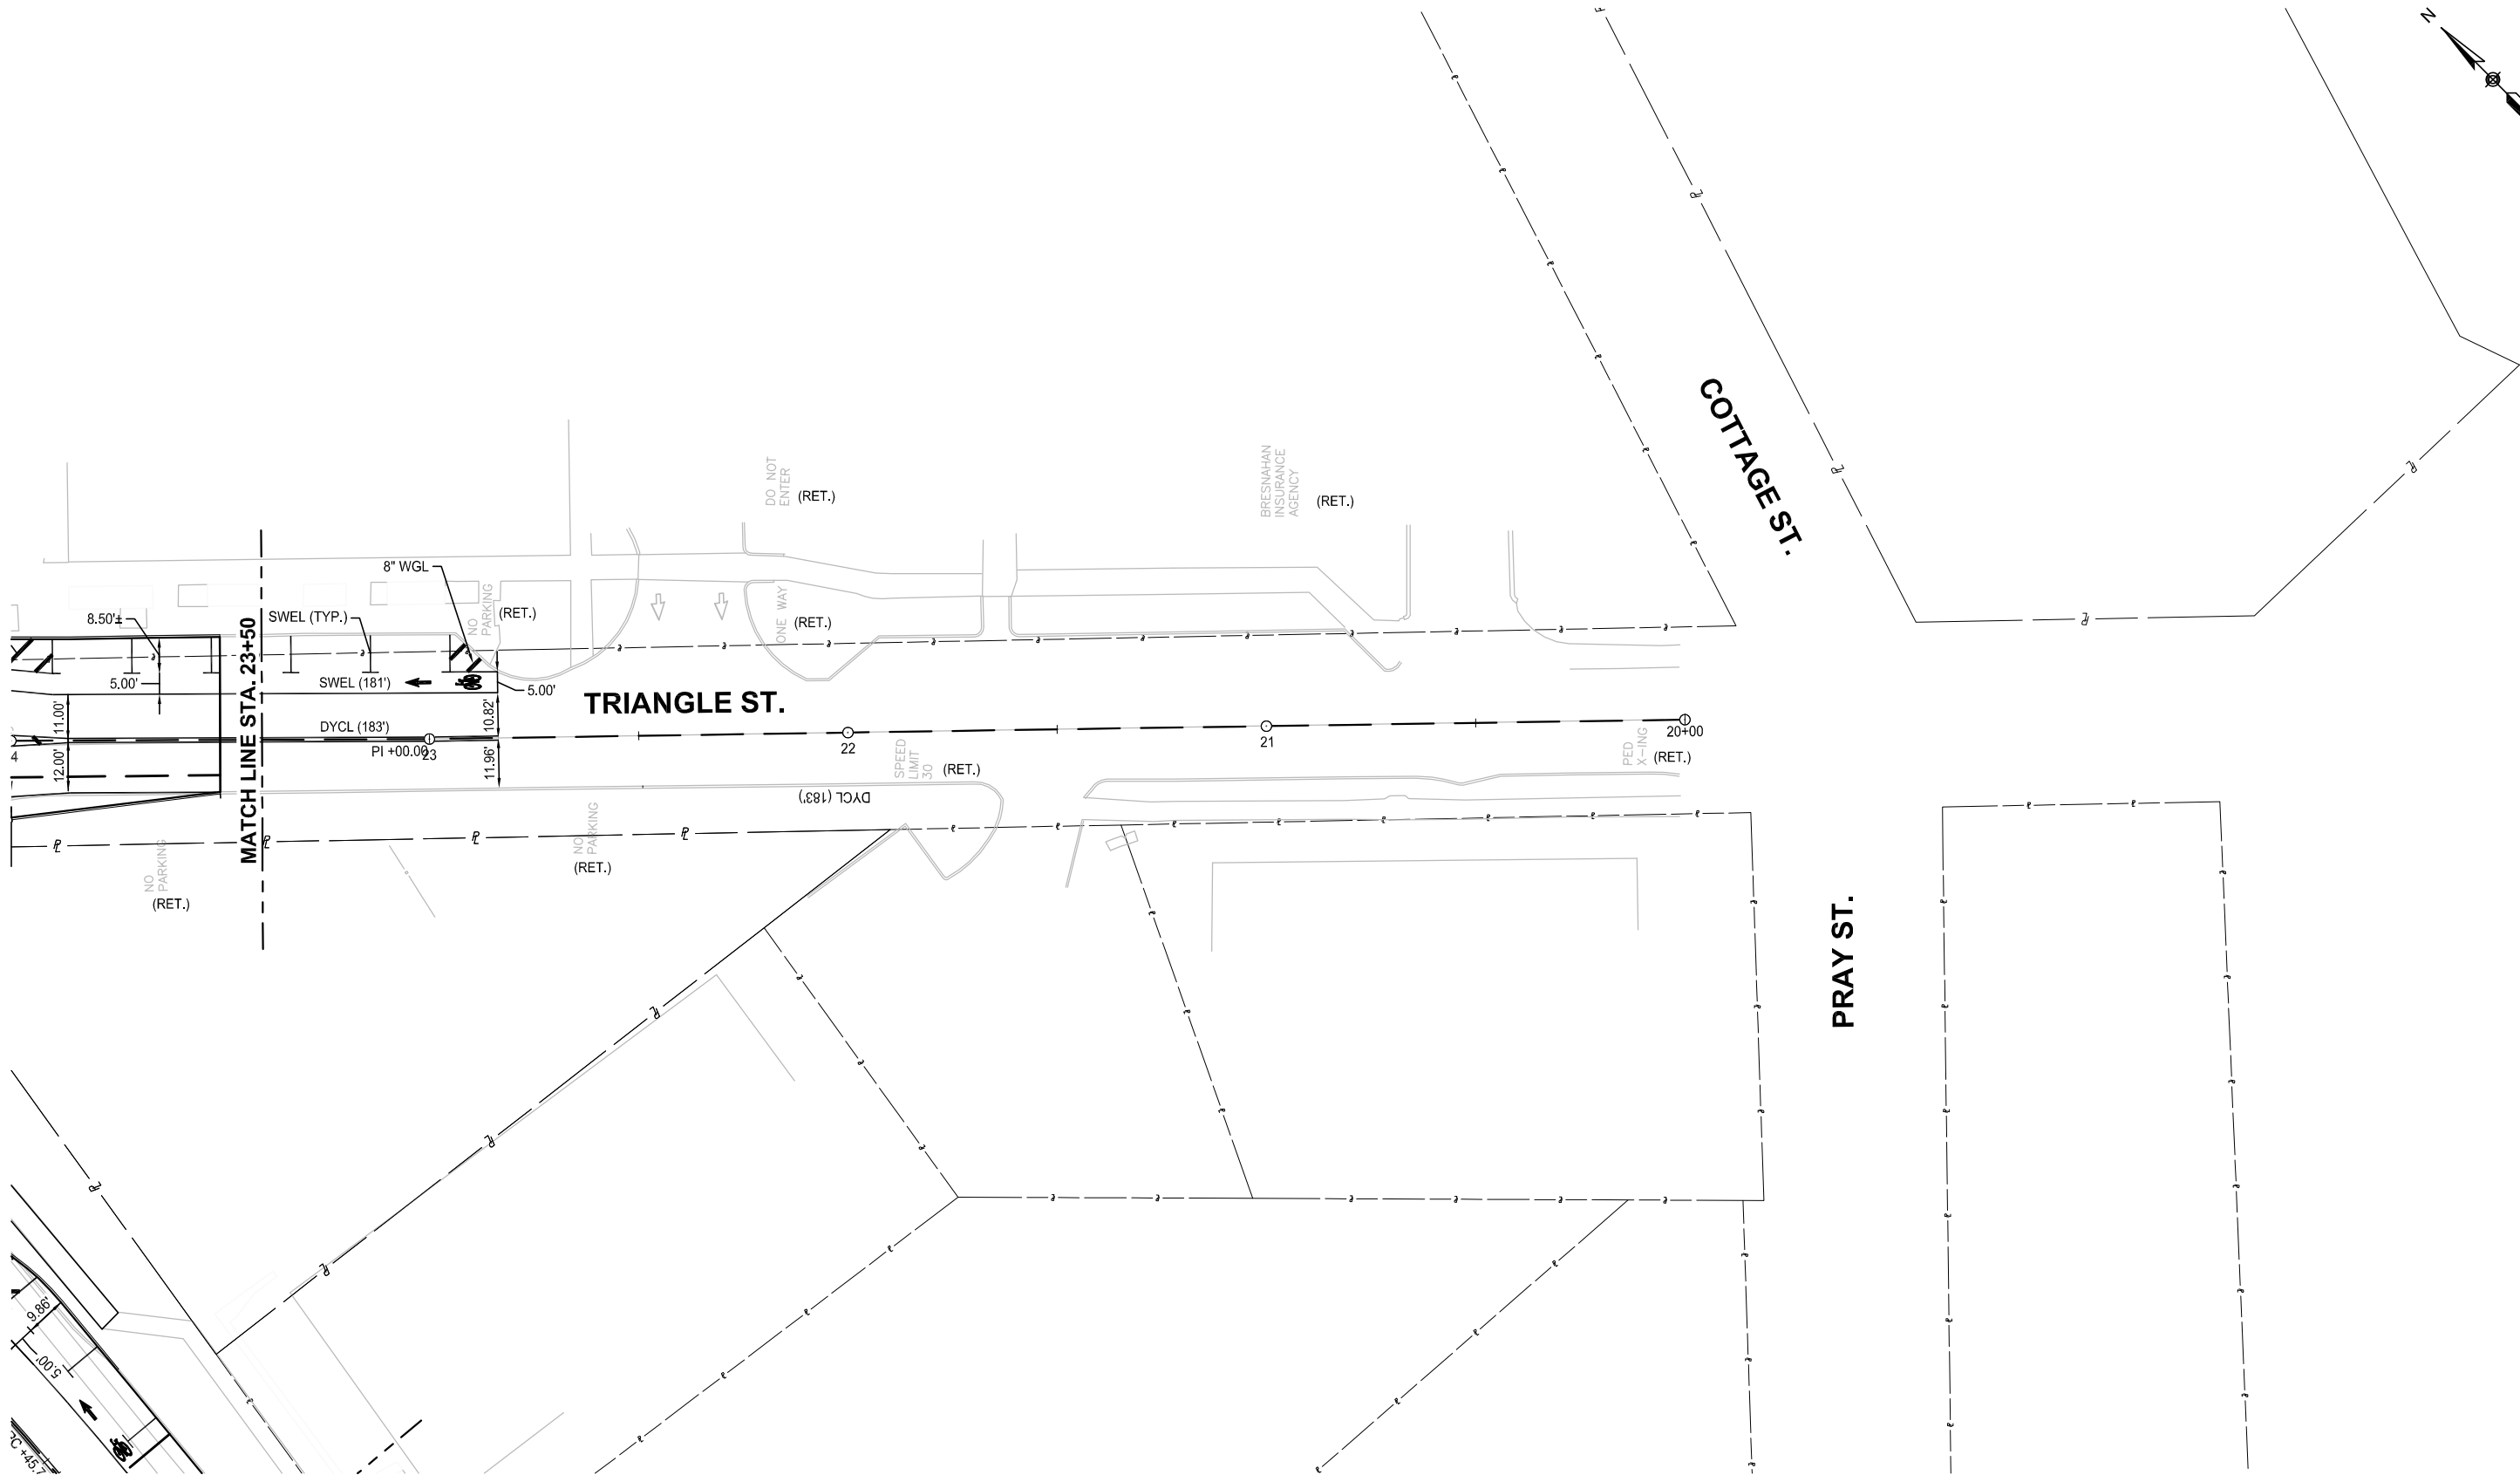 N
COTTAGE ST.
DO NOT
ENTER
(RET.)
BRESNAHAN
INSURANCE
AGENCY
(RET.)
8" WGL
NO
PARKING
(RET.)
ONE WAY
(RET.)
8.50'±
SWEL (TYP.)
5.00'
SWEL (181')
5.00'
TRIANGLE ST.
MATCH LINE STA. 23+50
11.00'
12.00'
DYCL (183')
PI +00.00
23
10.82'
11.96'
22
21
20+00
4
SPEED
LIMIT
30
(RET.)
PED
X-ING
(RET.)
DYCL (183')
NO
PARKING
(RET.)
NO
PARKING
(RET.)
PRAY ST.
9.86'
5.00'